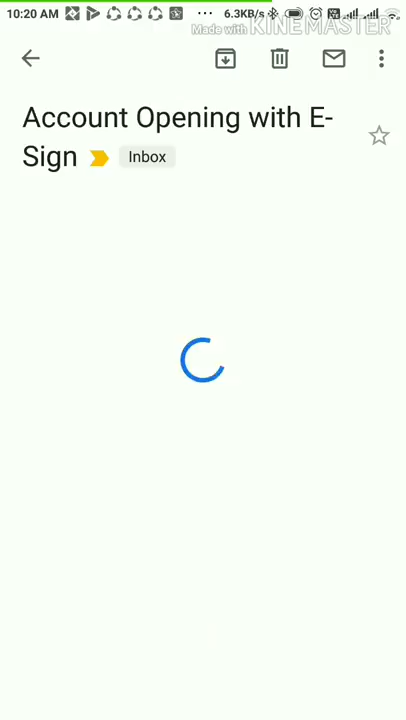 10:20 AM ... 6.3KB/s
Made with KINEMASTER
Account Opening with E-
Sign Inbox